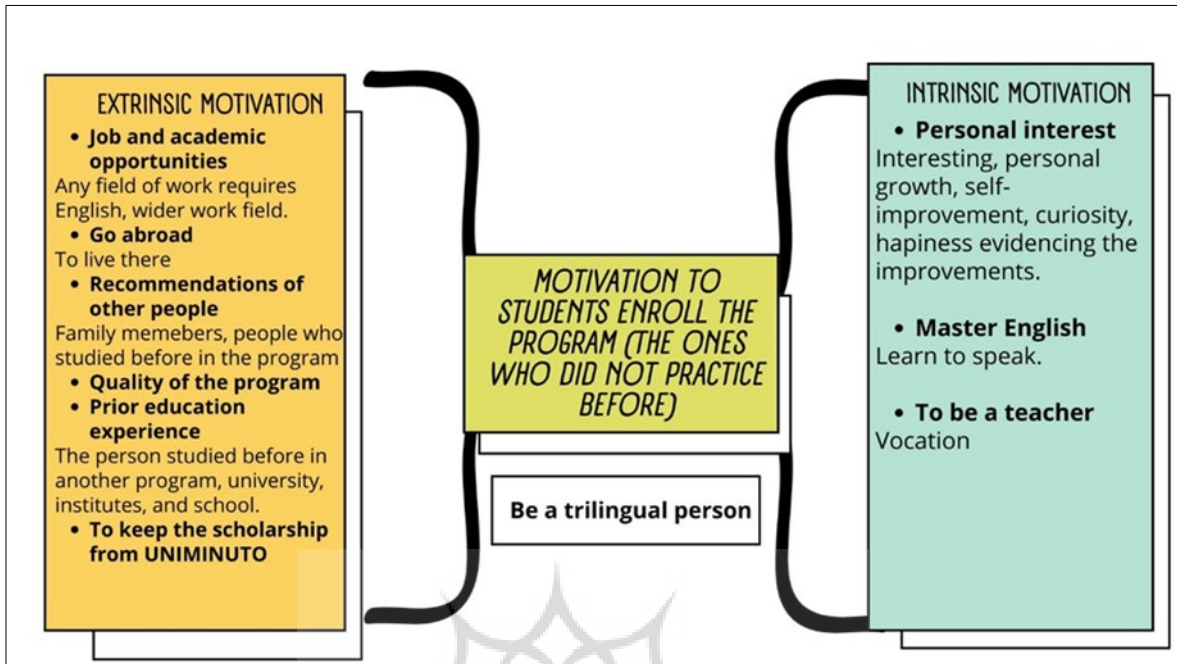 EXTRINSIC MOTIVATION
• Job and academic
opportunities
Any field of work requires
English, wider work field.
• Go abroad
To live there
• Recommendations of
other people
Family memebers, people who
studied before in the program
• Quality of the program
• Prior education
experience
The person studied before in
another program, university,
institutes, and school.
• To keep the scholarship
from UNIMINUTO
MOTIVATION TO
STUDENTS ENROLL THE
PROGRAM (THE ONES
WHO DID NOT PRACTICE
BEFORE)
Be a trilingual person
INTRINSIC MOTIVATION
• Personal interest
Interesting, personal
growth, self-
improvement, curiosity,
hapiness evidencing the
improvements.
• Master English
Learn to speak.
• To be a teacher
Vocation